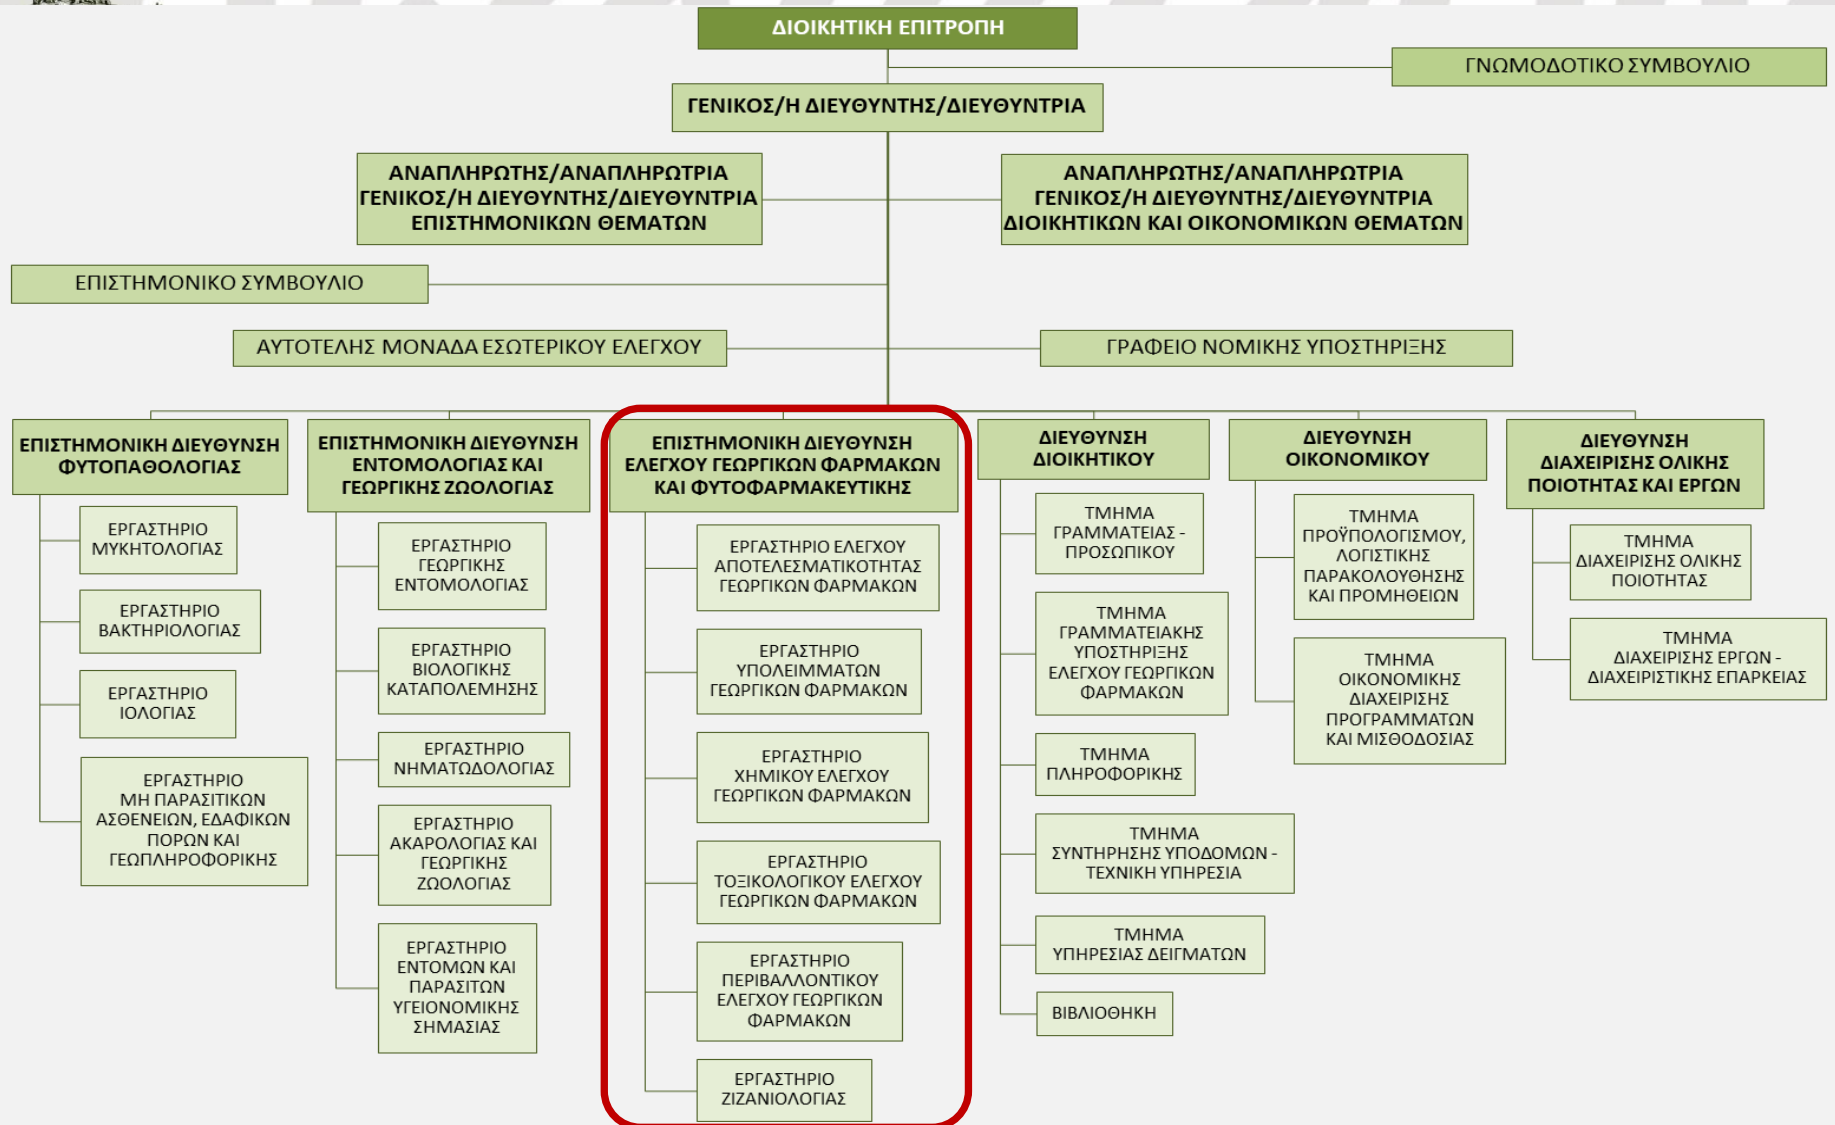 ΔΙΟΙΚΗΤΙΚΗ ΕΠΙΤΡΟΠΗ
ΓΝΩΜΟΔΟΤΙΚΟ ΣΥΜΒΟΥΛΙΟ
ΓΕΝΙΚΟΣ/Η ΔΙΕΥΘΥΝΤΗΣ/ΔΙΕΥΘΥΝΤΡΙΑ
ΑΝΑΠΛΗΡΩΤΗΣ/ΑΝΑΠΛΗΡΩΤΡΙΑ
ΓΕΝΙΚΟΣ/Η ΔΙΕΥΘΥΝΤΗΣ/ΔΙΕΥΘΥΝΤΡΙΑ
ΕΠΙΣΤΗΜΟΝΙΚΩΝ ΘΕΜΑΤΩΝ
ΑΝΑΠΛΗΡΩΤΗΣ/ΑΝΑΠΛΗΡΩΤΡΙΑ
ΓΕΝΙΚΟΣ/Η ΔΙΕΥΘΥΝΤΗΣ/ΔΙΕΥΘΥΝΤΡΙΑ
ΔΙΟΙΚΗΤΙΚΩΝ ΚΑΙ ΟΙΚΟΝΟΜΙΚΩΝ ΘΕΜΑΤΩΝ
ΕΠΙΣΤΗΜΟΝΙΚΟ ΣΥΜΒΟΥΛΙΟ
ΑΥΤΟΤΕΛΗΣ ΜΟΝΑΔΑ ΕΣΩΤΕΡΙΚΟΥ ΕΛΕΓΧΟΥ
ΓΡΑΦΕΙΟ ΝΟΜΙΚΗΣ ΥΠΟΣΤΗΡΙΞΗΣ
ΕΠΙΣΤΗΜΟΝΙΚΗ ΔΙΕΥΘΥΝΣΗ
ΦΥΤΟΠΑΘΟΛΟΓΙΑΣ
ΕΡΓΑΣΤΗΡΙΟ
ΜΥΚΗΤΟΛΟΓΙΑΣ
ΕΡΓΑΣΤΗΡΙΟ
ΒΑΚΤΗΡΙΟΛΟΓΙΑΣ
ΕΡΓΑΣΤΗΡΙΟ
ΙΟΛΟΓΙΑΣ
ΕΡΓΑΣΤΗΡΙΟ
ΜΗ ΠΑΡΑΣΙΤΙΚΩΝ
ΑΣΘΕΝΕΙΩΝ, ΕΔΑΦΙΚΩΝ
ΠΟΡΩΝ ΚΑΙ
ΓΕΩΠΛΗΡΟΦΟΡΙΚΗΣ
ΕΠΙΣΤΗΜΟΝΙΚΗ ΔΙΕΥΘΥΝΣΗ
ΕΝΤΟΜΟΛΟΓΙΑΣ ΚΑΙ
ΓΕΩΡΓΙΚΗΣ ΖΩΟΛΟΓΙΑΣ
ΕΡΓΑΣΤΗΡΙΟ
ΓΕΩΡΓΙΚΗΣ
ΕΝΤΟΜΟΛΟΓΙΑΣ
ΕΡΓΑΣΤΗΡΙΟ
ΒΙΟΛΟΓΙΚΗΣ
ΚΑΤΑΠΟΛΕΜΗΣΗΣ
ΕΡΓΑΣΤΗΡΙΟ
ΝΗΜΑΤΩΔΟΛΟΓΙΑΣ
ΕΡΓΑΣΤΗΡΙΟ
ΑΚΑΡΟΛΟΓΙΑΣ ΚΑΙ
ΓΕΩΡΓΙΚΗΣ
ΖΩΟΛΟΓΙΑΣ
ΕΡΓΑΣΤΗΡΙΟ
ΕΝΤΟΜΩΝ ΚΑΙ
ΠΑΡΑΣΙΤΩΝ
ΥΓΕΙΟΝΟΜΙΚΗΣ
ΣΗΜΑΣΙΑΣ
ΕΠΙΣΤΗΜΟΝΙΚΗ ΔΙΕΥΘΥΝΣΗ
ΕΛΕΓΧΟΥ ΓΕΩΡΓΙΚΩΝ ΦΑΡΜΑΚΩΝ
ΚΑΙ ΦΥΤΟΦΑΡΜΑΚΕΥΤΙΚΗΣ
ΕΡΓΑΣΤΗΡΙΟ ΕΛΕΓΧΟΥ
ΑΠΟΤΕΛΕΣΜΑΤΙΚΟΤΗΤΑΣ
ΓΕΩΡΓΙΚΩΝ ΦΑΡΜΑΚΩΝ
ΕΡΓΑΣΤΗΡΙΟ
ΥΠΟΛΕΙΜΜΑΤΩΝ
ΓΕΩΡΓΙΚΩΝ ΦΑΡΜΑΚΩΝ
ΕΡΓΑΣΤΗΡΙΟ
ΧΗΜΙΚΟΥ ΕΛΕΓΧΟΥ
ΓΕΩΡΓΙΚΩΝ ΦΑΡΜΑΚΩΝ
ΕΡΓΑΣΤΗΡΙΟ
ΤΟΞΙΚΟΛΟΓΙΚΟΥ ΕΛΕΓΧΟΥ
ΓΕΩΡΓΙΚΩΝ ΦΑΡΜΑΚΩΝ
ΕΡΓΑΣΤΗΡΙΟ
ΠΕΡΙΒΑΛΛΟΝΤΙΚΟΥ
ΕΛΕΓΧΟΥ ΓΕΩΡΓΙΚΩΝ
ΦΑΡΜΑΚΩΝ
ΕΡΓΑΣΤΗΡΙΟ
ΖΙΖΑΝΙΟΛΟΓΙΑΣ
ΔΙΕΥΘΥΝΣΗ
ΔΙΟΙΚΗΤΙΚΟΥ
ΤΜΗΜΑ
ΓΡΑΜΜΑΤΕΙΑΣ -
ΠΡΟΣΩΠΙΚΟΥ
ΤΜΗΜΑ
ΓΡΑΜΜΑΤΕΙΑΚΗΣ
ΥΠΟΣΤΗΡΙΞΗΣ
ΕΛΕΓΧΟΥ ΓΕΩΡΓΙΚΩΝ
ΦΑΡΜΑΚΩΝ
ΤΜΗΜΑ
ΠΛΗΡΟΦΟΡΙΚΗΣ
ΤΜΗΜΑ
ΣΥΝΤΗΡΗΣΗΣ ΥΠΟΔΟΜΩΝ -
ΤΕΧΝΙΚΗ ΥΠΗΡΕΣΙΑ
ΤΜΗΜΑ
ΥΠΗΡΕΣΙΑΣ ΔΕΙΓΜΑΤΩΝ
ΒΙΒΛΙΟΘΗΚΗ
ΔΙΕΥΘΥΝΣΗ
ΟΙΚΟΝΟΜΙΚΟΥ
ΤΜΗΜΑ
ΠΡΟΫΠΟΛΟΓΙΣΜΟΥ,
ΛΟΓΙΣΤΙΚΗΣ
ΠΑΡΑΚΟΛΟΥΘΗΣΗΣ
ΚΑΙ ΠΡΟΜΗΘΕΙΩΝ
ΤΜΗΜΑ
ΟΙΚΟΝΟΜΙΚΗΣ
ΔΙΑΧΕΙΡΙΣΗΣ
ΠΡΟΓΡΑΜΜΑΤΩΝ
ΚΑΙ ΜΙΣΘΟΔΟΣΙΑΣ
ΔΙΕΥΘΥΝΣΗ
ΔΙΑΧΕΙΡΙΣΗΣ ΟΛΙΚΗΣ
ΠΟΙΟΤΗΤΑΣ ΚΑΙ ΕΡΓΩΝ
ΤΜΗΜΑ
ΔΙΑΧΕΙΡΙΣΗΣ ΟΛΙΚΗΣ
ΠΟΙΟΤΗΤΑΣ
ΤΜΗΜΑ
ΔΙΑΧΕΙΡΙΣΗΣ ΕΡΓΩΝ -
ΔΙΑΧΕΙΡΙΣΤΙΚΗΣ ΕΠΑΡΚΕΙΑΣ